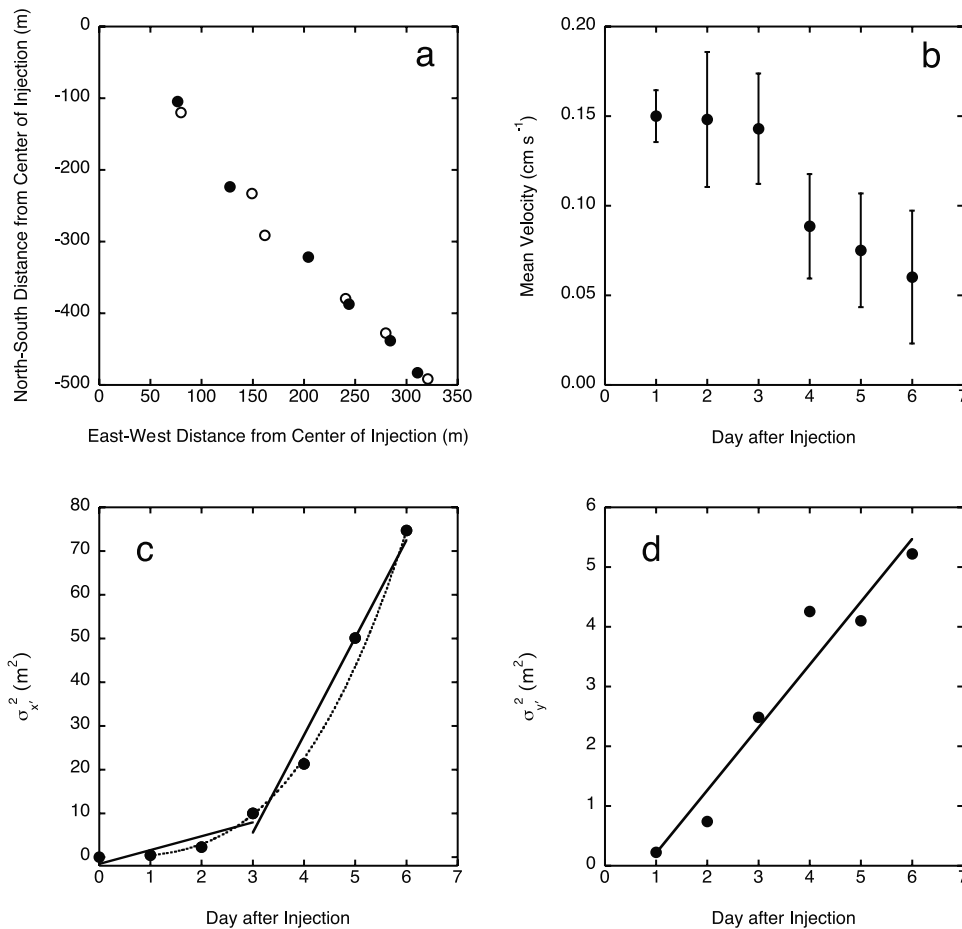 a
North-South Distance from Center of Injection (m)
0
-100
-200
-300
-400
-500
0 50 100 150 200 250 300 350
East-West Distance from Center of Injection (m)
b
Mean Velocity (cm s⁻¹)
0.20
0.15
0.10
0.05
0.00
0 1 2 3 4 5 6 7
Day after Injection
c
σx'² (m²)
80
70
60
50
40
30
20
10
0
0 1 2 3 4 5 6 7
Day after Injection
d
σy'² (m²)
6
5
4
3
2
1
0
0 1 2 3 4 5 6 7
Day after Injection